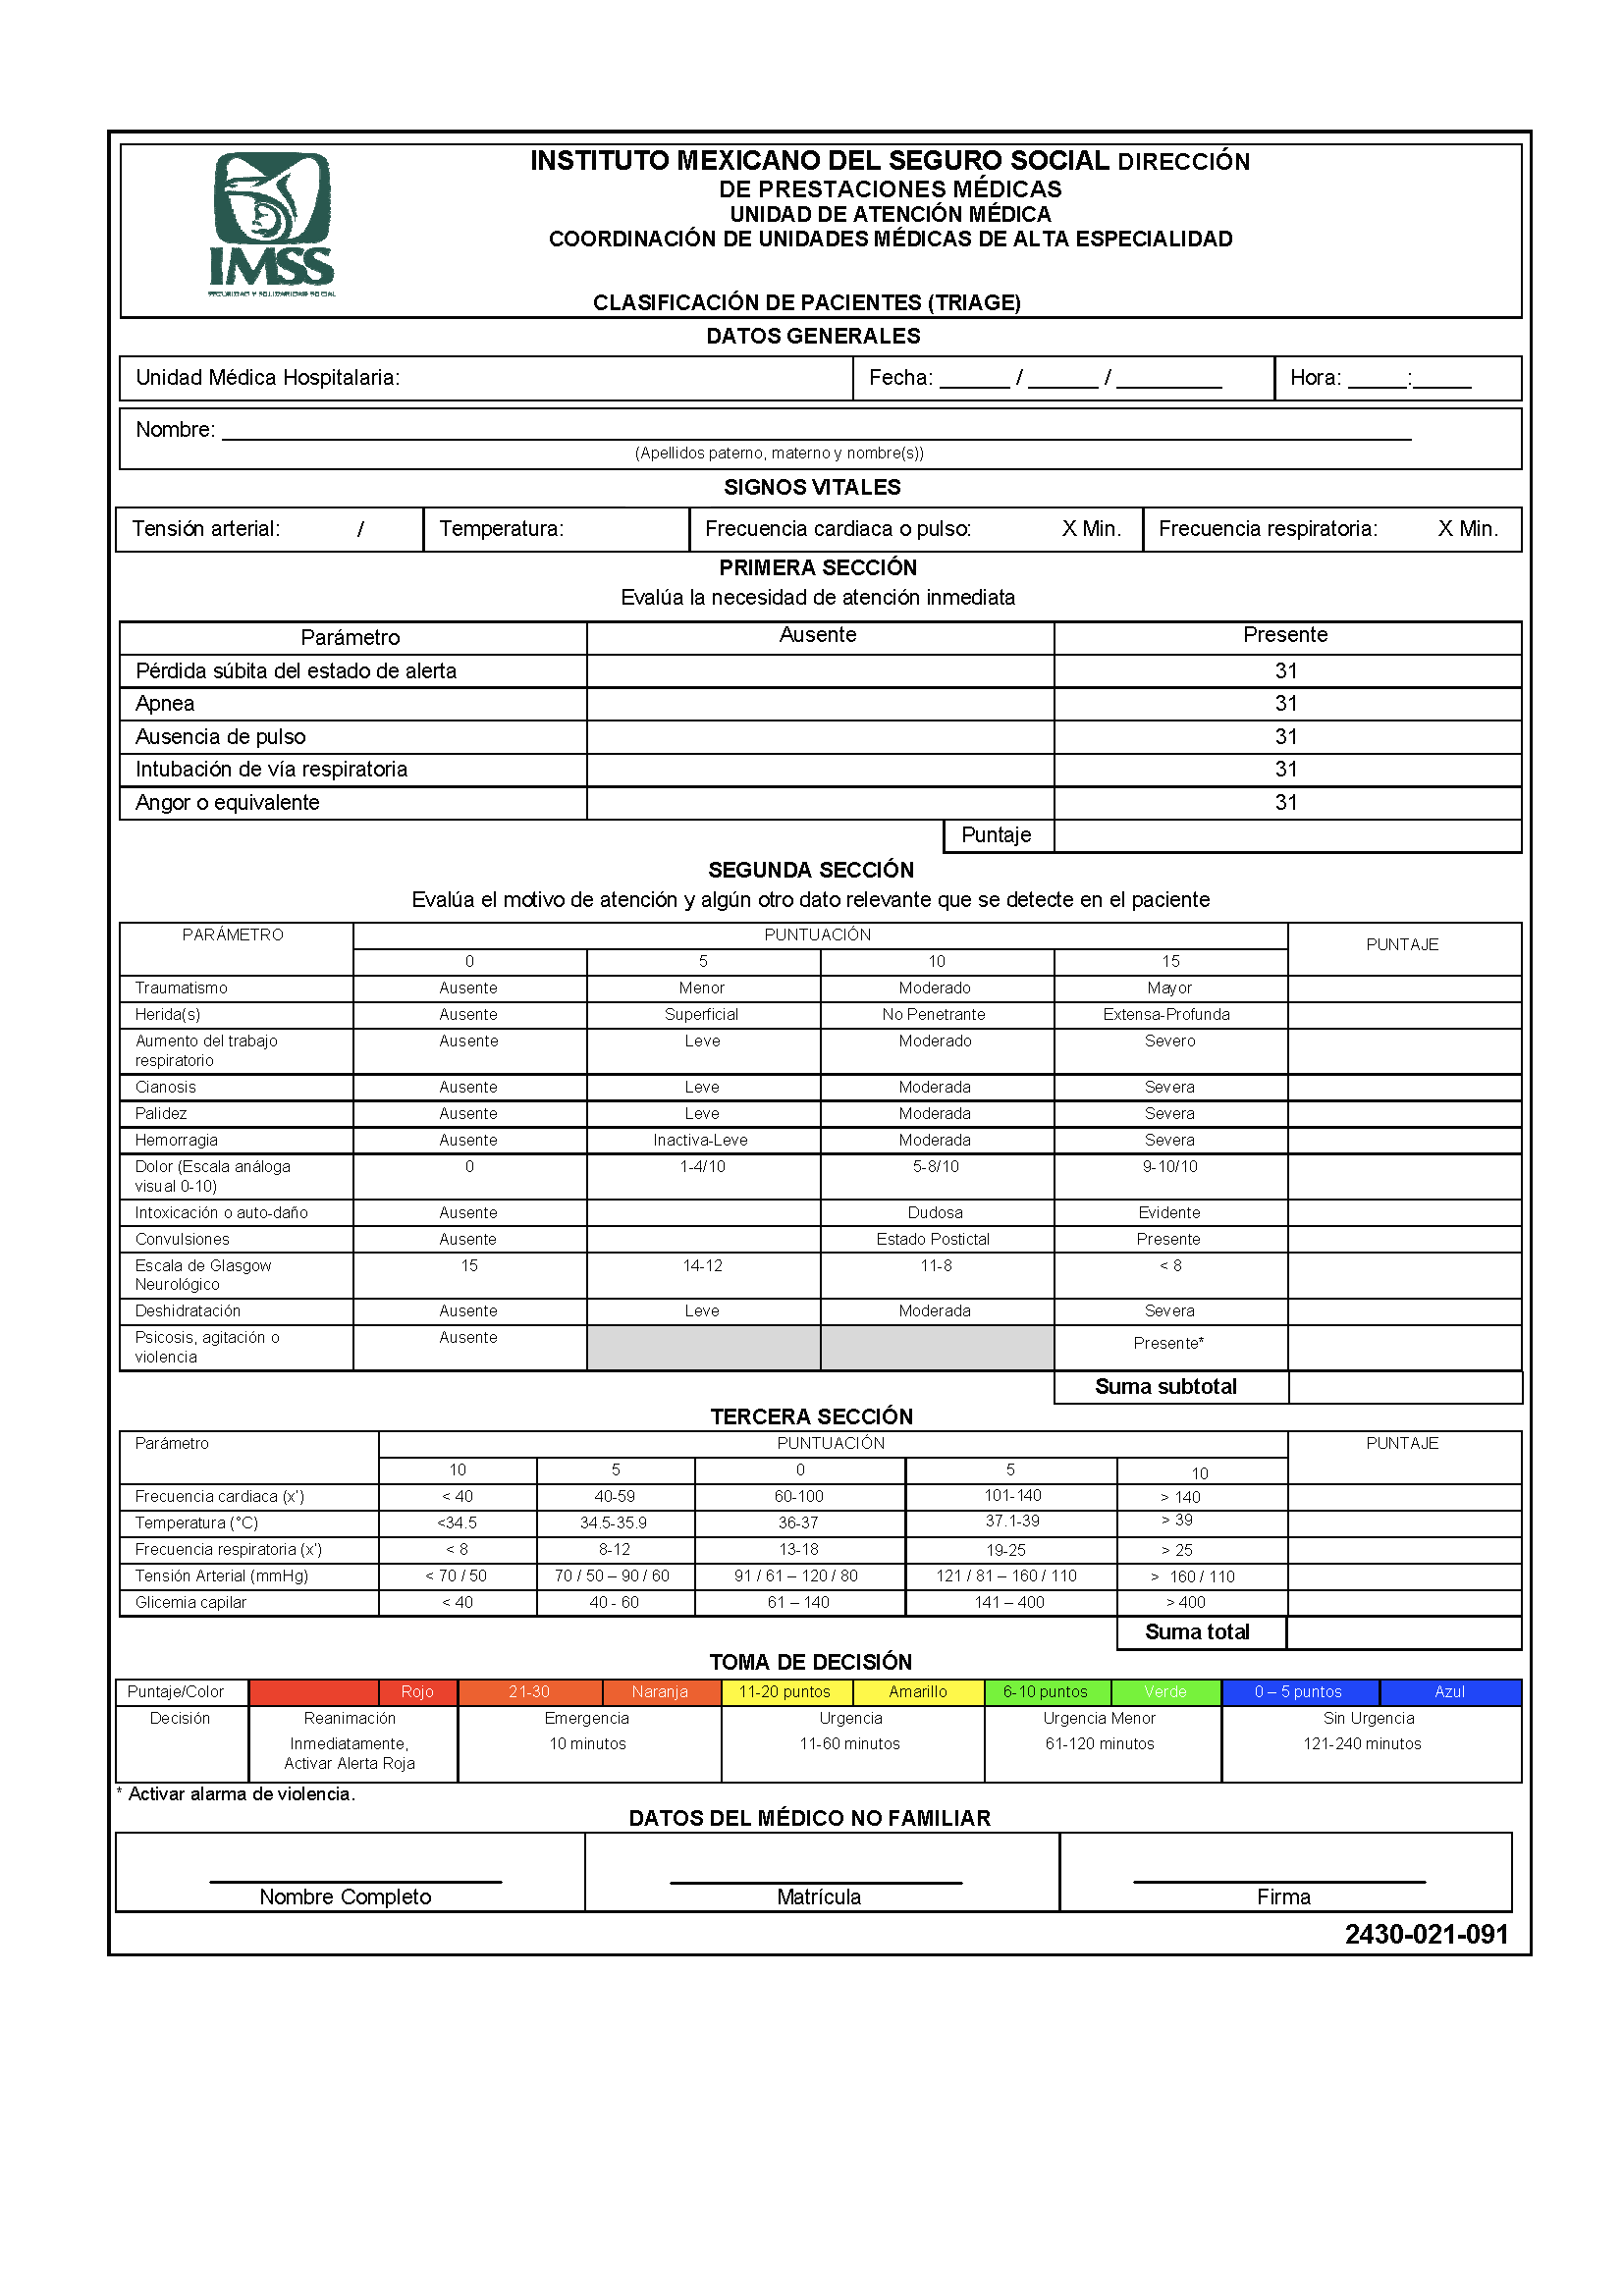 INSTITUTO MEXICANO DEL SEGURO SOCIAL DIRECCIÓN
DE PRESTACIONES MÉDICAS
UNIDAD DE ATENCIÓN MÉDICA
COORDINACIÓN DE UNIDADES MÉDICAS DE ALTA ESPECIALIDAD
IMSS
SEGURIDAD Y SOLIDARIDAD SOCIAL
CLASIFICACIÓN DE PACIENTES (TRIAGE)
DATOS GENERALES
Unidad Médica Hospitalaria: Fecha: ______ / ______ / _________ Hora: _____:_____
Nombre: ____________________
(Apellidos paterno, materno y nombre(s))
SIGNOS VITALES
Tensión arterial: / Temperatura: Frecuencia cardiaca o pulso: X Min. Frecuencia respiratoria: X Min.
PRIMERA SECCIÓN
Evalúa la necesidad de atención inmediata
Parámetro Ausente Presente
Pérdida súbita del estado de alerta 31
Apnea 31
Ausencia de pulso 31
Intubación de vía respiratoria 31
Angor o equivalente 31
Puntaje
SEGUNDA SECCIÓN
Evalúa el motivo de atención y algún otro dato relevante que se detecte en el paciente
PARÁMETRO PUNTUACIÓN PUNTAJE
0 5 10 15
Traumatismo Ausente Menor Moderado Mayor
Herida(s) Ausente Superficial No Penetrante Extensa-Profunda
Aumento del trabajo Ausente Leve Moderado Severo
respiratorio
Cianosis Ausente Leve Moderada Severa
Palidez Ausente Leve Moderada Severa
Hemorragia Ausente Inactiva-Leve Moderada Severa
Dolor (Escala análoga 0 1-4/10 5-8/10 9-10/10
visual 0-10)
Intoxicación o auto-daño Ausente Dudosa Evidente
Convulsiones Ausente Estado Postictal Presente
Escala de Glasgow 15 14-12 11-8 < 8
Neurológico
Deshidratación Ausente Leve Moderada Severa
Psicosis, agitación o Ausente Presente*
violencia
Suma subtotal
TERCERA SECCIÓN
Parámetro PUNTUACIÓN PUNTAJE
10 5 0 5 10
Frecuencia cardiaca (x') < 40 40-59 60-100 101-140 > 140
Temperatura (°C) <34.5 34.5-35.9 36-37 37.1-39 > 39
Frecuencia respiratoria (x') < 8 8-12 13-18 19-25 > 25
Tensión Arterial (mmHg) < 70 / 50 70 / 50 – 90 / 60 91 / 61 – 120 / 80 121 / 81 – 160 / 110 > 160 / 110
Glicemia capilar < 40 40 - 60 61 – 140 141 – 400 > 400
Suma total
TOMA DE DECISIÓN
Puntaje/Color Rojo 21-30 Naranja 11-20 puntos Amarillo 6-10 puntos Verde 0 – 5 puntos Azul
Decisión Reanimación Emergencia Urgencia Urgencia Menor Sin Urgencia
Inmediatamente, 10 minutos 11-60 minutos 61-120 minutos 121-240 minutos
Activar Alerta Roja
* Activar alarma de violencia.
DATOS DEL MÉDICO NO FAMILIAR
Nombre Completo Matrícula Firma
2430-021-091